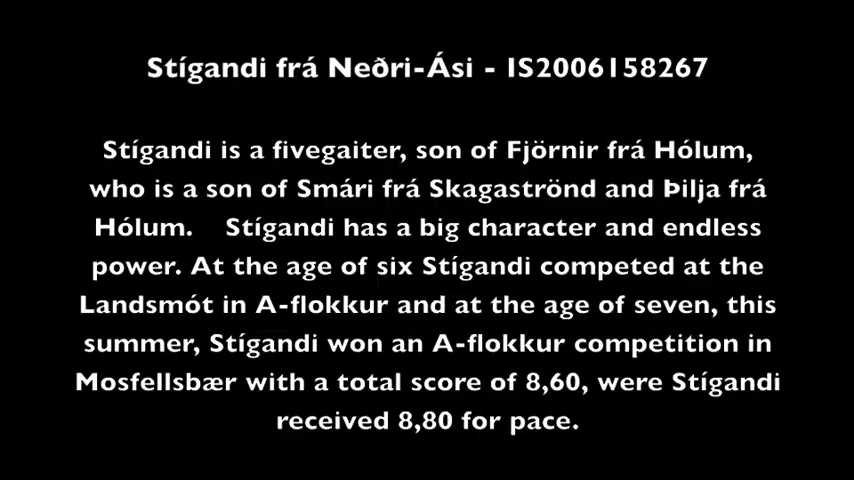 Stígandi frá Neðri-Ási - IS2006158267
Stígandi is a fivegaiter, son of Fjörnir frá Hólum,
who is a son of Smári frá Skagaströnd and Þilja frá
Hólum. Stígandi has a big character and endless
power. At the age of six Stígandi competed at the
Landsmót in A-flokkur and at the age of seven, this
summer, Stígandi won an A-flokkur competition in
Mosfellsbær with a total score of 8,60, were Stígandi
received 8,80 for pace.